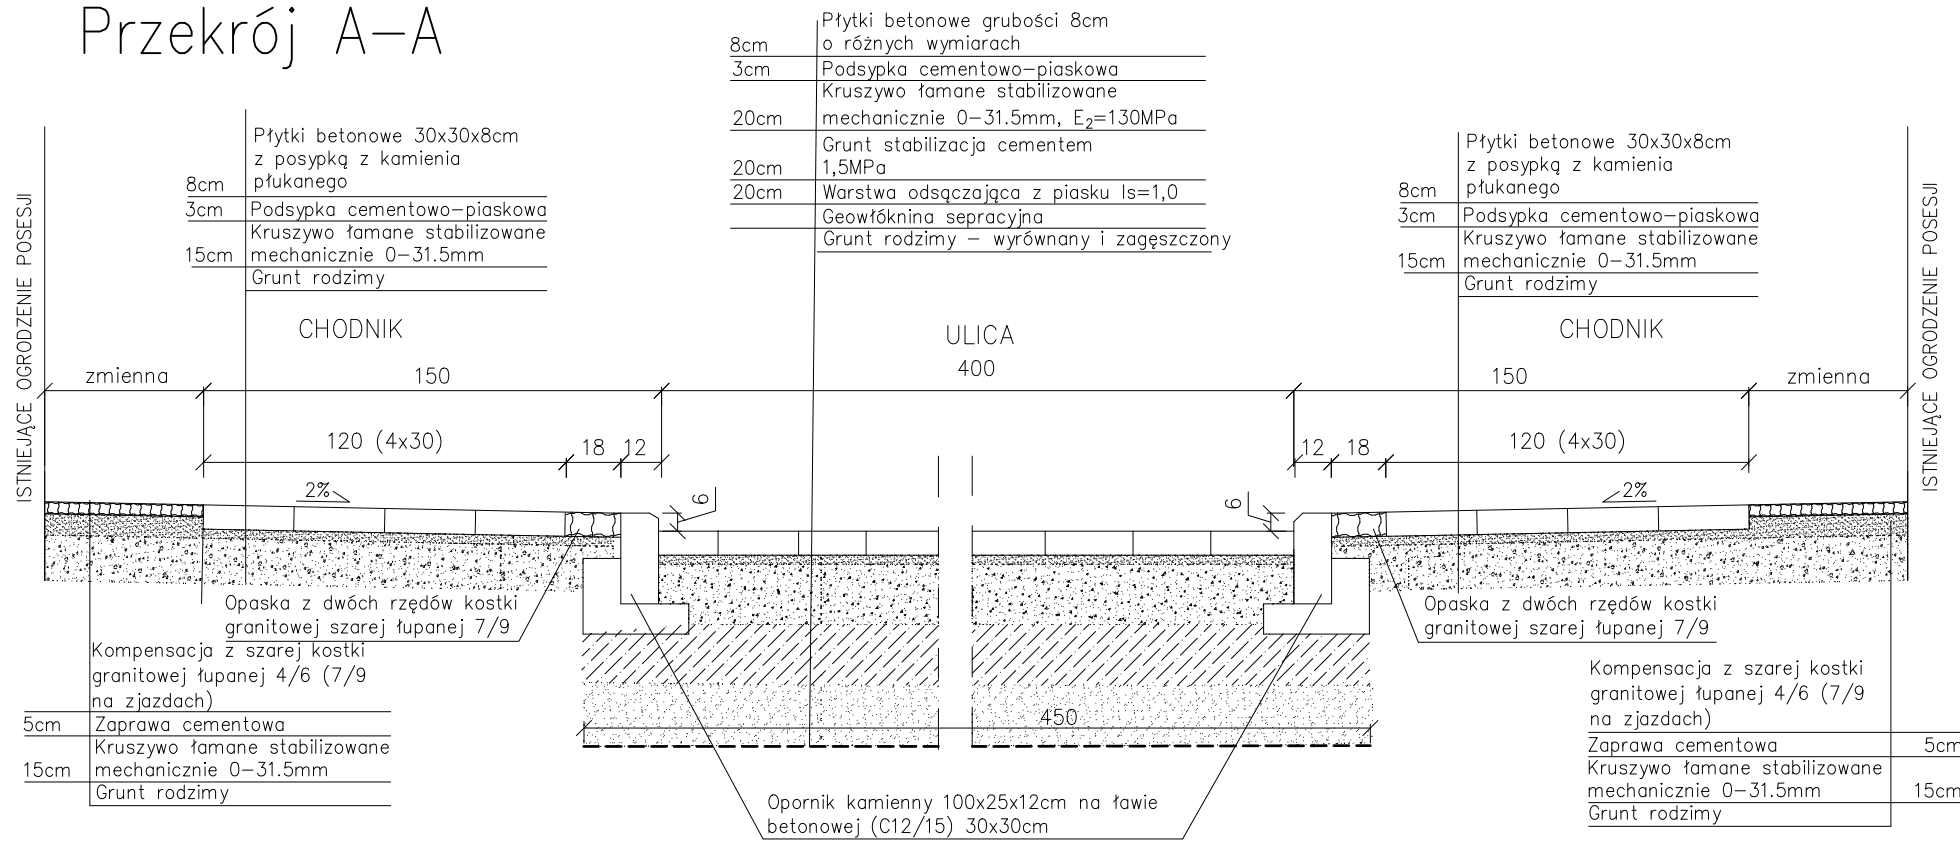 Przekrój A-A
Płytki betonowe grubości 8cm
8cm o różnych wymiarach
3cm Podsypka cementowo-piaskowa
Kruszywo łamane stabilizowane
20cm mechanicznie 0-31.5mm, E2=130MPa
Grunt stabilizacja cementem
20cm 1,5MPa
20cm Warstwa odsączająca z piasku Is=1,0
Geowłóknina sepracyjna
Grunt rodzimy - wyrównany i zagęszczony
Płytki betonowe 30x30x8cm
z posypką z kamienia
8cm płukanego
3cm Podsypka cementowo-piaskowa
Kruszywo łamane stabilizowane
15cm mechanicznie 0-31.5mm
Grunt rodzimy
Płytki betonowe 30x30x8cm
z posypką z kamienia
8cm płukanego
3cm Podsypka cementowo-piaskowa
Kruszywo łamane stabilizowane
15cm mechanicznie 0-31.5mm
Grunt rodzimy
ISTNIEJĄCE OGRODZENIE POSESJI
ISTNIEJĄCE OGRODZENIE POSESJI
CHODNIK
ULICA
CHODNIK
zmienna
150
400
150
zmienna
120 (4x30)
18
12
12
18
120 (4x30)
2%
6
6
2%
Opaska z dwóch rzędów kostki
granitowej szarej łupanej 7/9
Opaska z dwóch rzędów kostki
granitowej szarej łupanej 7/9
Kompensacja z szarej kostki
granitowej łupanej 4/6 (7/9
na zjazdach)
5cm Zaprawa cementowa
Kruszywo łamane stabilizowane
15cm mechanicznie 0-31.5mm
Grunt rodzimy
450
Kompensacja z szarej kostki
granitowej łupanej 4/6 (7/9
na zjazdach)
Zaprawa cementowa 5cm
Kruszywo łamane stabilizowane
mechanicznie 0-31.5mm 15cm
Grunt rodzimy
Opornik kamienny 100x25x12cm na ławie
betonowej (C12/15) 30x30cm